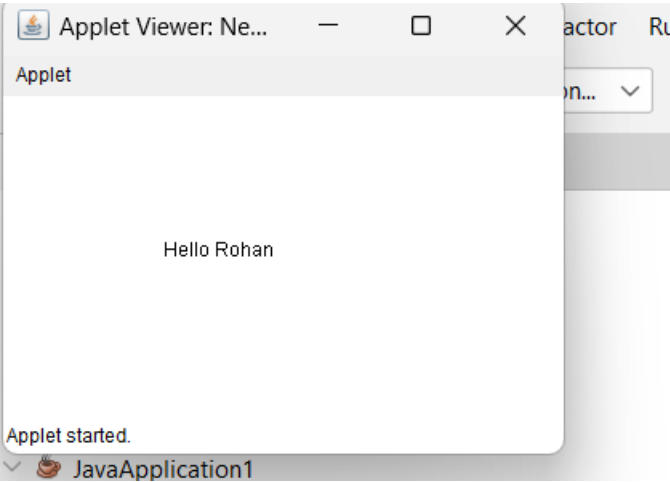 Applet Viewer: Ne...
actor Ru
Applet
on...
Hello Rohan
Applet started.
JavaApplication1